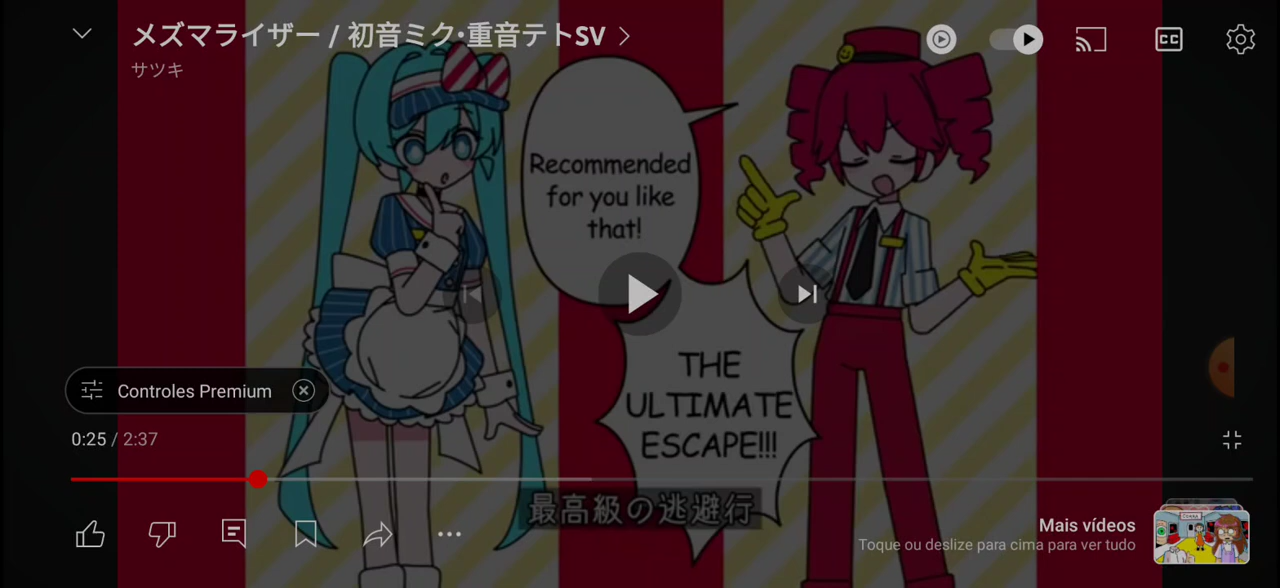 メズマライザー / 初音ミク・重音テトSV
サツキ
CC
Recommended
for you like
that!
THE
ULTIMATE
ESCAPE!!!
Controles Premium
0:25 / 2:37
最高級の逃避行
Mais vídeos
Toque ou deslize para cima para ver tudo